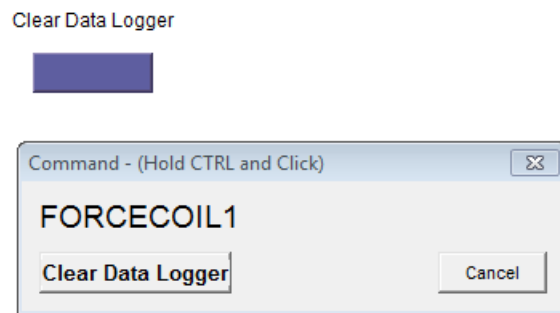 Clear Data Logger
Command - (Hold CTRL and Click)
FORCECOIL1
Clear Data Logger
Cancel